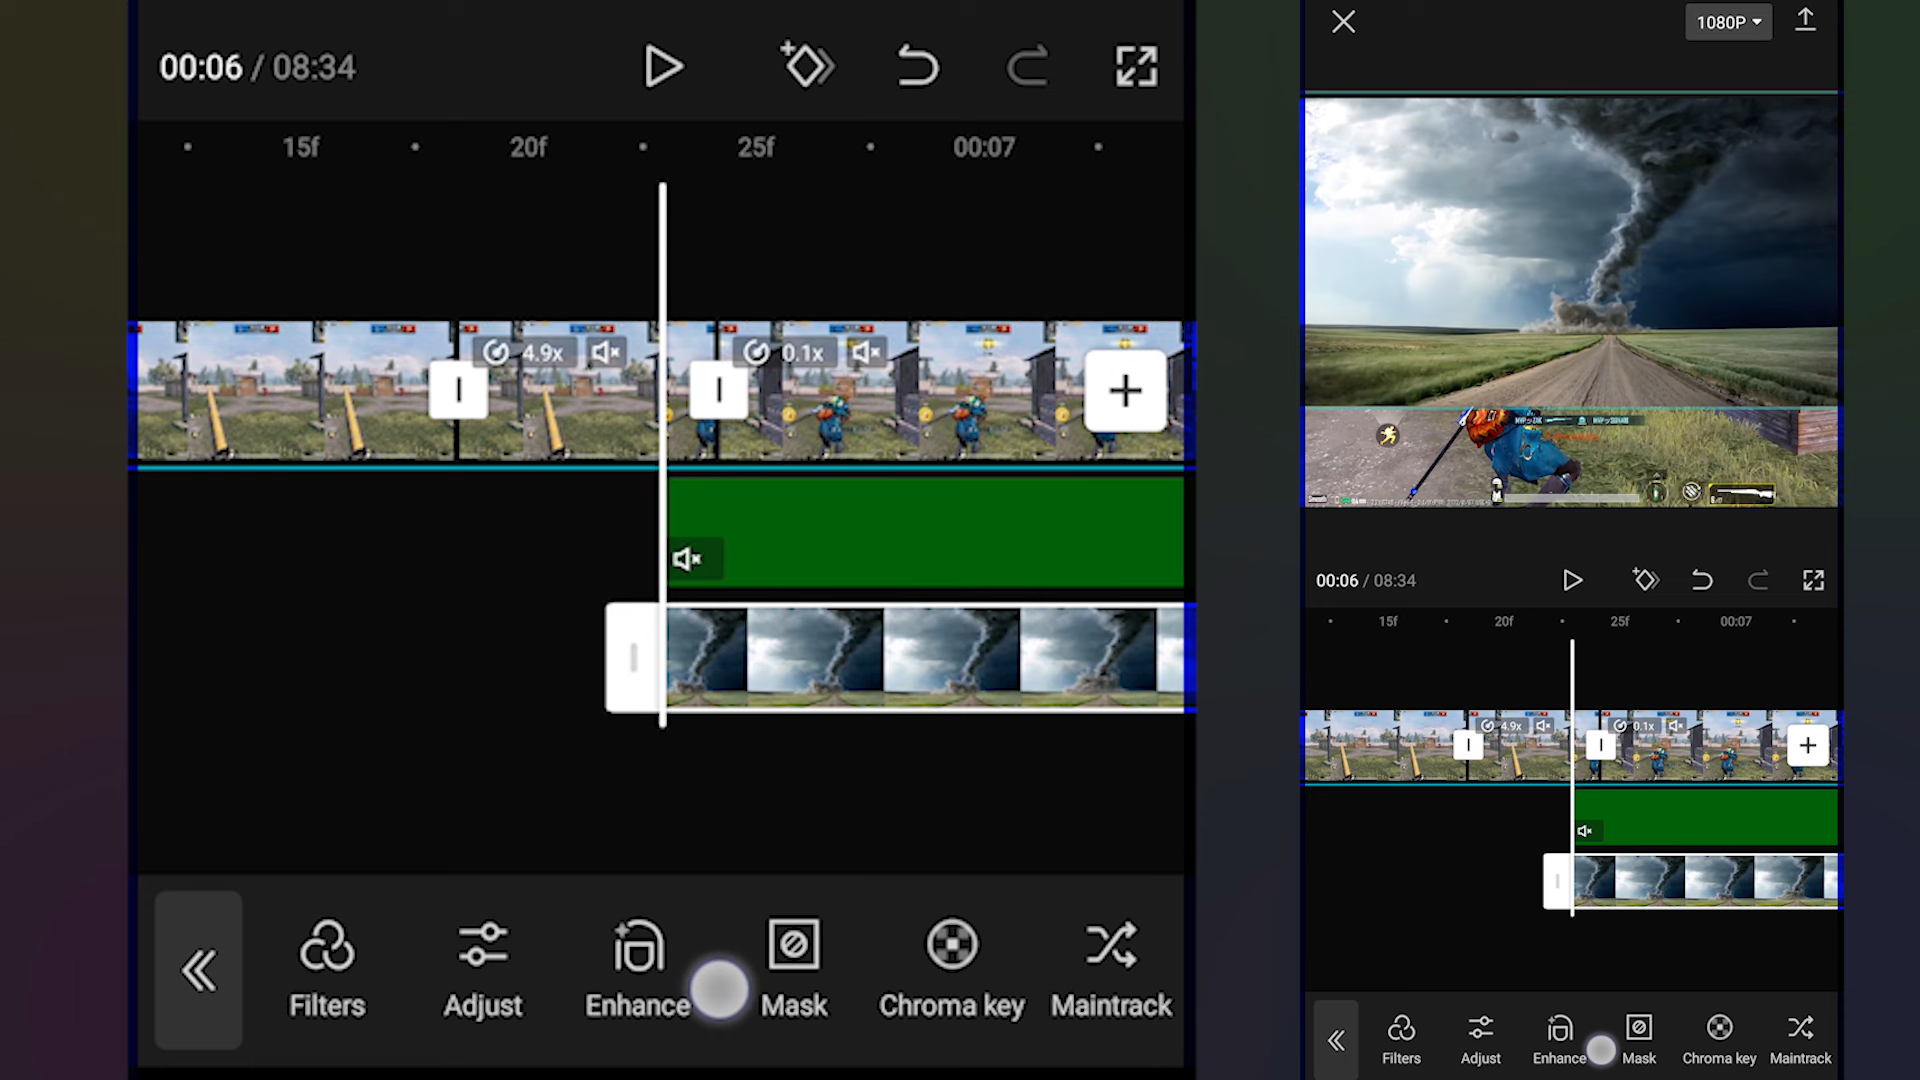 00:06 / 08:34
15f 20f 25f 00:07
4.9x 0.1x
Filters Adjust Enhance Mask Chroma key Maintrack
1080P
00:06 / 08:34
15f 20f 25f 00:07
4.9x 0.1x
Filters Adjust Enhance Mask Chroma key Maintrack